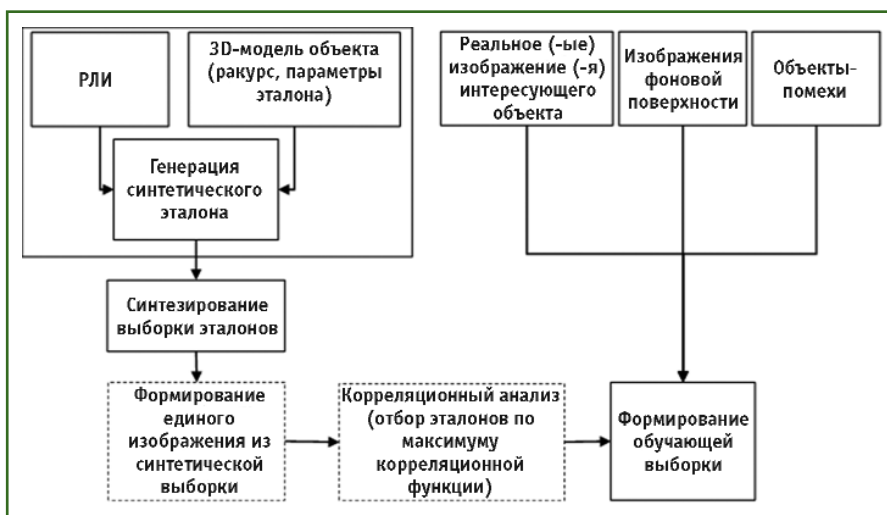 РЛИ
3D-модель объекта
(ракурс, параметры
эталона)
Реальное (-ые)
изображение (-я)
интересующего
объекта
Изображения
фоновой
поверхности
Объекты-
помехи
Генерация
синтетического
эталона
Синтезирование
выборки эталонов
Формирование
единого
изображения из
синтетической
выборки
Корреляционный анализ
(отбор эталонов по
максимуму
корреляционной
функции)
Формирование
обучающей
выборки